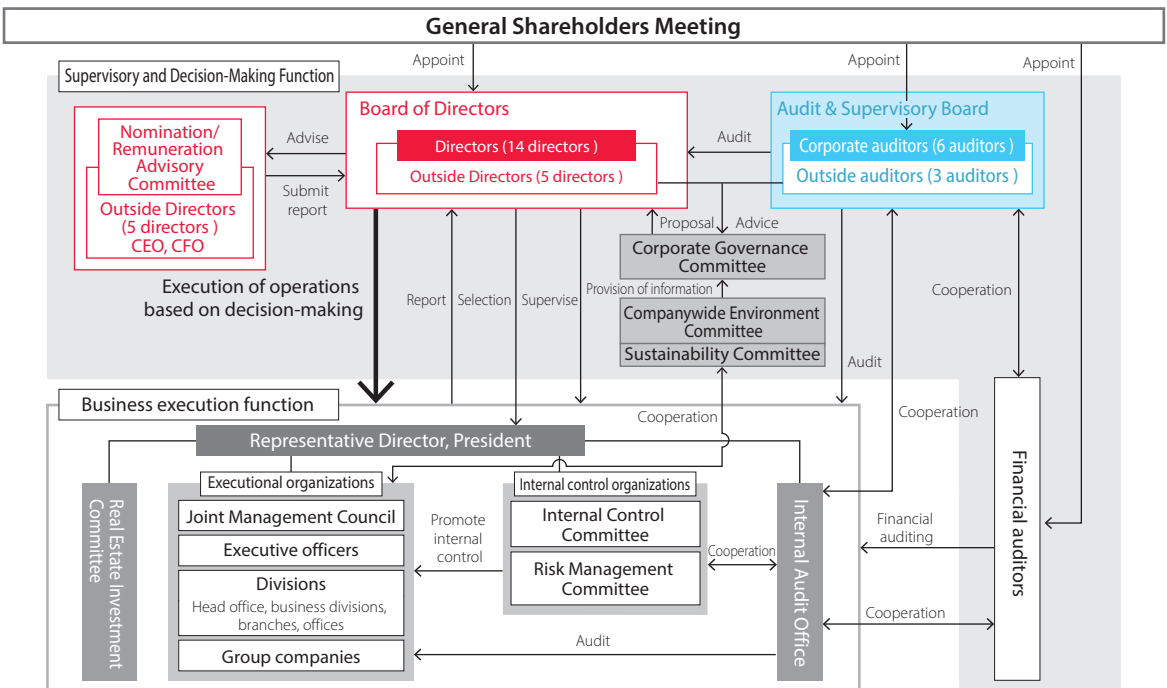 General Shareholders Meeting
Appoint
Appoint
Appoint
Supervisory and Decision-Making Function
Board of Directors
Directors (14 directors )
Outside Directors (5 directors )
Audit & Supervisory Board
Corporate auditors (6 auditors )
Outside auditors (3 auditors )
Nomination/
Remuneration
Advisory
Committee
Outside Directors
(5 directors )
CEO, CFO
Advise
Submit
report
Audit
Proposal
Advice
Corporate Governance
Committee
Provision of information
Companywide Environment
Committee
Sustainability Committee
Execution of operations
based on decision-making
Report
Selection
Supervise
Cooperation
Audit
Cooperation
Cooperation
Business execution function
Representative Director, President
Real Estate Investment
Committee
Executional organizations
Joint Management Council
Executive officers
Divisions
Head office, business divisions,
branches, offices
Group companies
Promote
internal
control
Internal control organizations
Internal Control
Committee
Risk Management
Committee
Cooperation
Audit
Internal Audit Office
Financial
auditing
Cooperation
Financial auditors